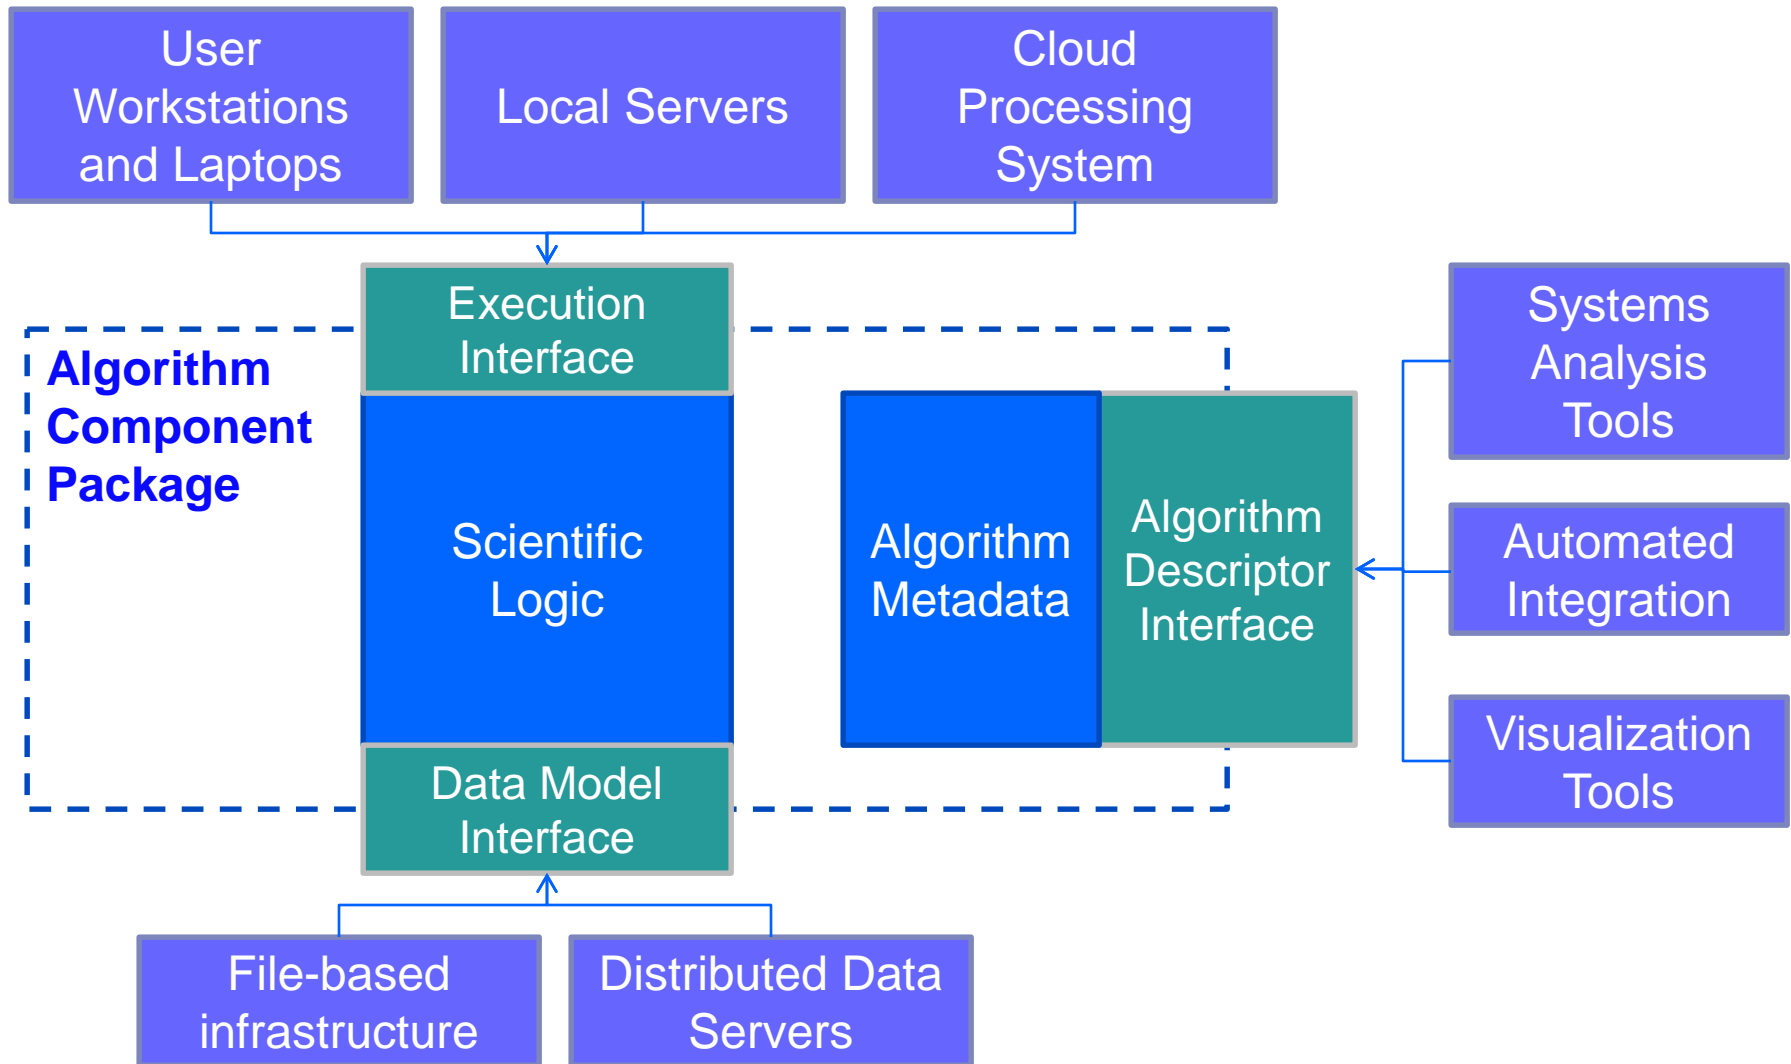 User
Workstations
and Laptops
Local Servers
Cloud
Processing
System
Execution
Interface
Algorithm
Component
Package
Scientific
Logic
Algorithm
Metadata
Algorithm
Descriptor
Interface
Systems
Analysis
Tools
Automated
Integration
Visualization
Tools
Data Model
Interface
File-based
infrastructure
Distributed Data
Servers